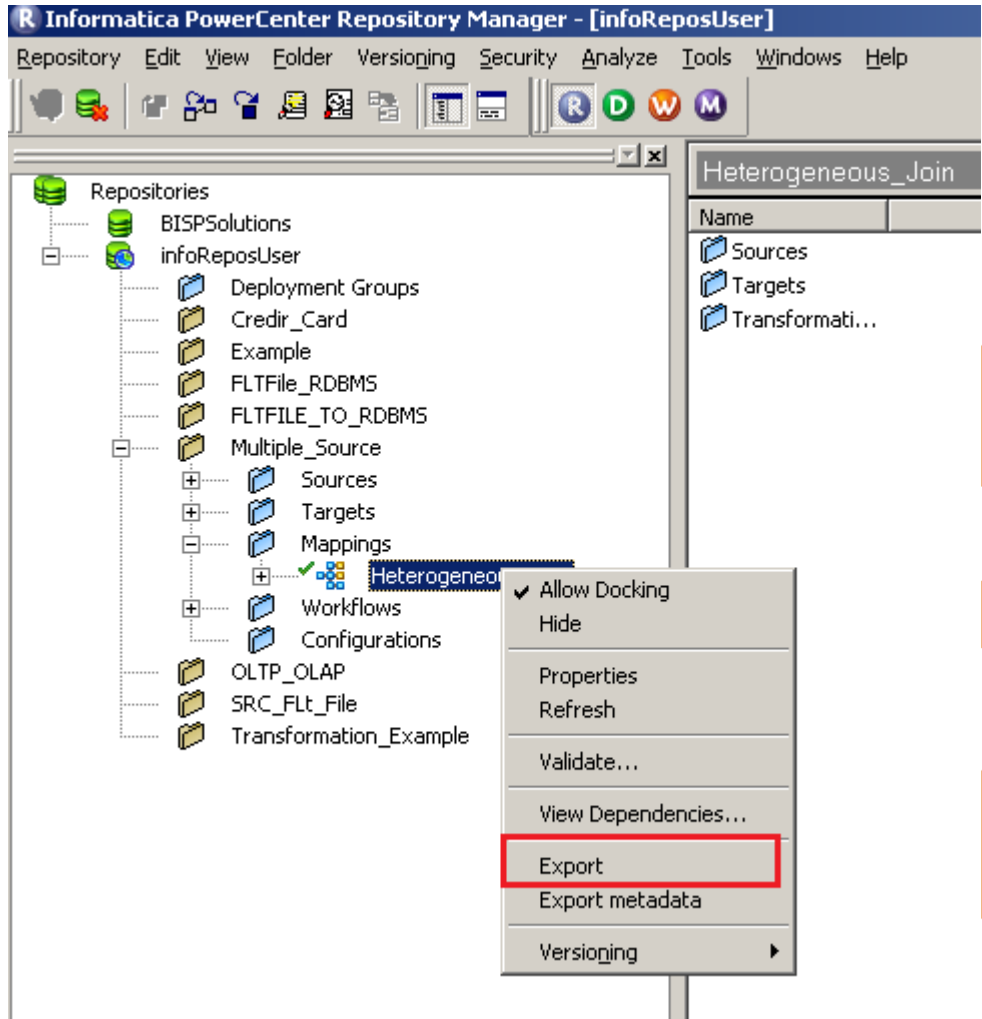 Informatica PowerCenter Repository Manager - [infoReposUser]
Repository Edit View Folder Versioning Security Analyze Tools Windows Help
R D W M
Heterogeneous_Join
Name
Sources
Targets
Transformati...
Repositories
BISPSolutions
infoReposUser
Deployment Groups
Credir_Card
Example
FLTFile_RDBMS
FLTFILE_TO_RDBMS
Multiple_Source
Sources
Targets
Mappings
Heterogeneou
Workflows
Configurations
OLTP_OLAP
SRC_FLt_File
Transformation_Example
Allow Docking
Hide
Properties
Refresh
Validate...
View Dependencies...
Export
Export metadata
Versioning